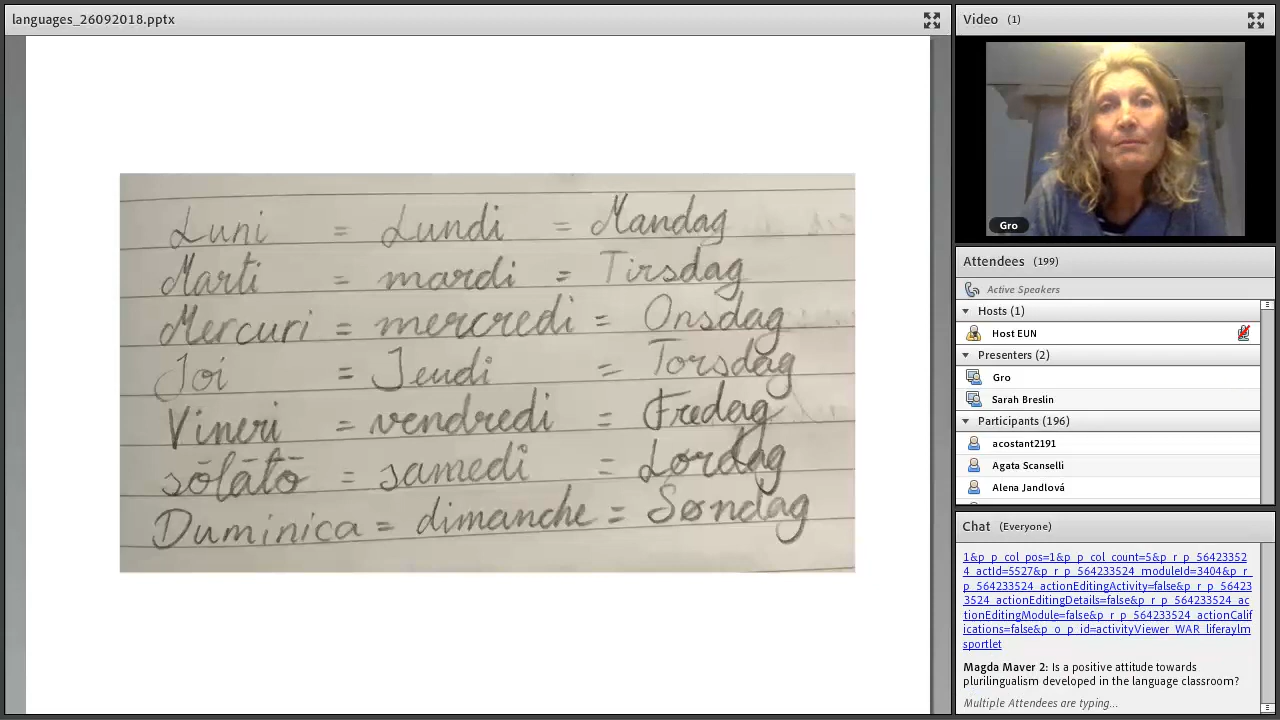 languages_26092018.pptx
Luni = Lundi = Mandag
Marti = mardi = Tirsdag
Mercuri = mercredi = Onsdag
Joi = Jeudi = Torsdag
Vineri = vendredi = Fredag
sōlātō = samedi = Lørdag
Duminica = dimanche = Søndag
Video (1)
Gro
Attendees (199)
Active Speakers
Hosts (1)
Host EUN
Presenters (2)
Gro
Sarah Breslin
Participants (196)
acostant2191
Agata Scanselli
Alena Jandlová
Chat (Everyone)
1&p_p_col_pos=1&p_p_col_count=5&p_r_p_56423352
4_actId=5527&p_r_p_564233524_moduleId=3404&p_r_
p_564233524_actionEditingActivity=false&p_r_p_56423
3524_actionEditingDetails=false&p_r_p_564233524_ac
tionEditingModule=false&p_r_p_564233524_actionCalif
ications=false&p_o_p_id=activityViewer_WAR_liferaylm
sportlet
Magda Maver 2: Is a positive attitude towards
plurilingualism developed in the language classroom?
Multiple Attendees are typing...